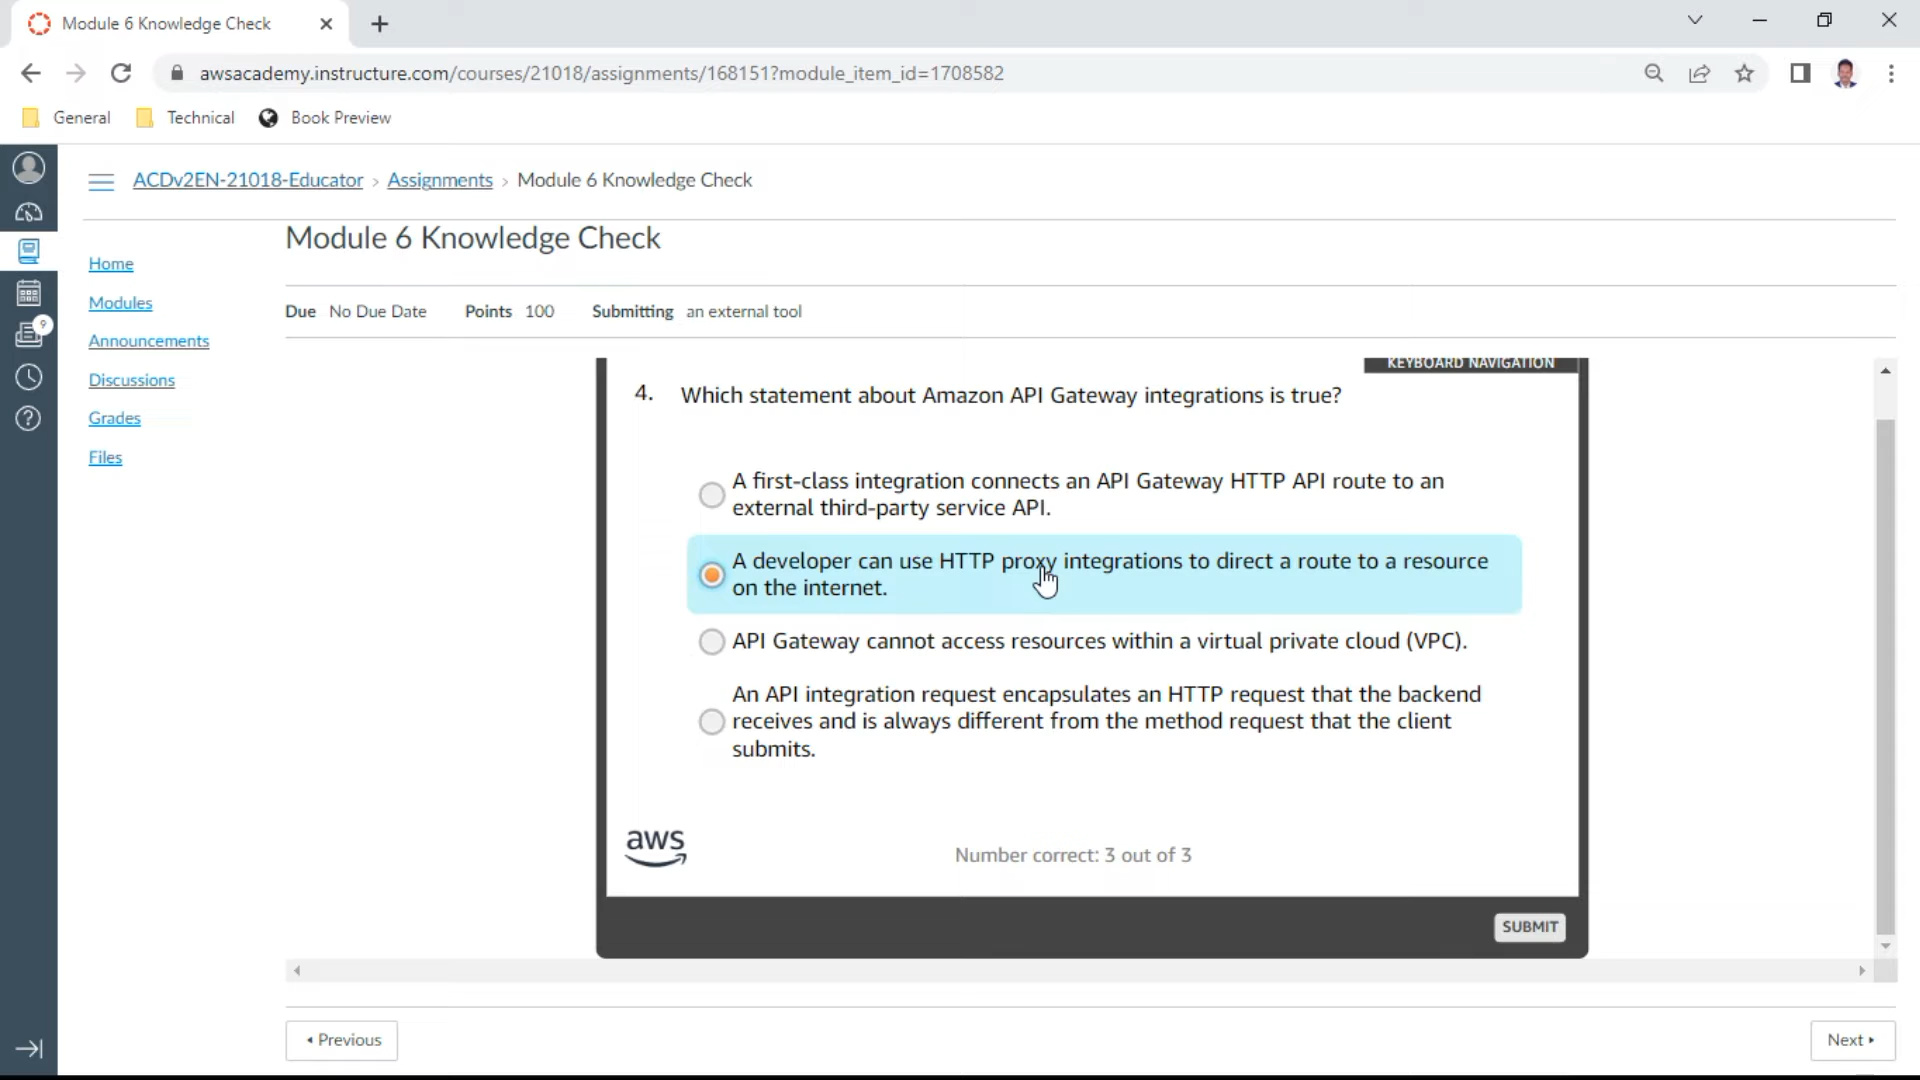 Module 6 Knowledge Check
awsacademy.instructure.com/courses/21018/assignments/168151?module_item_id=1708582
General Technical Book Preview
ACDv2EN-21018-Educator › Assignments › Module 6 Knowledge Check
Module 6 Knowledge Check
Home
Modules
Announcements
Discussions
Grades
Files
9
Due No Due Date Points 100 Submitting an external tool
KEYBOARD NAVIGATION
4. Which statement about Amazon API Gateway integrations is true?
A first-class integration connects an API Gateway HTTP API route to an
external third-party service API.
A developer can use HTTP proxy integrations to direct a route to a resource
on the internet.
API Gateway cannot access resources within a virtual private cloud (VPC).
An API integration request encapsulates an HTTP request that the backend
receives and is always different from the method request that the client
submits.
aws
Number correct: 3 out of 3
SUBMIT
Previous
Next